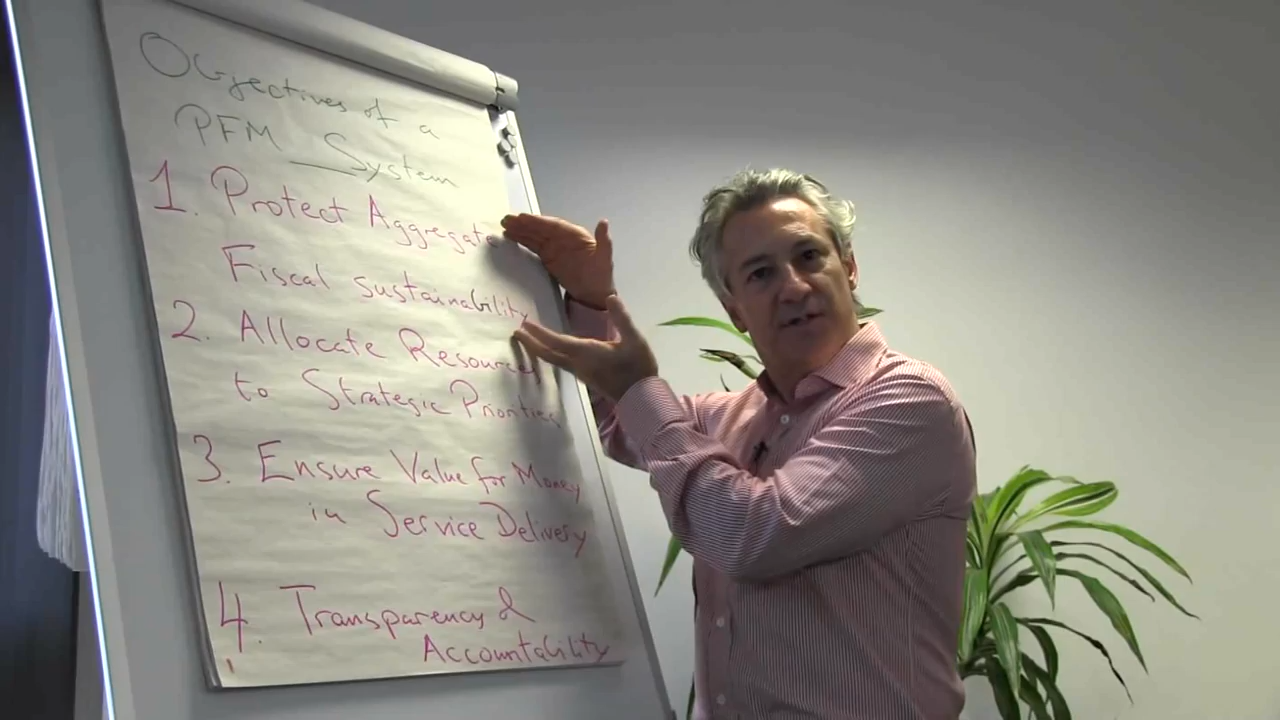 Objectives of a
PFM System
1. Protect Aggregate
Fiscal sustainability
2. Allocate Resourc
to Strategic Priorities
3. Ensure Value for Money
in Service Delivery
4. Transparency &
Accountability